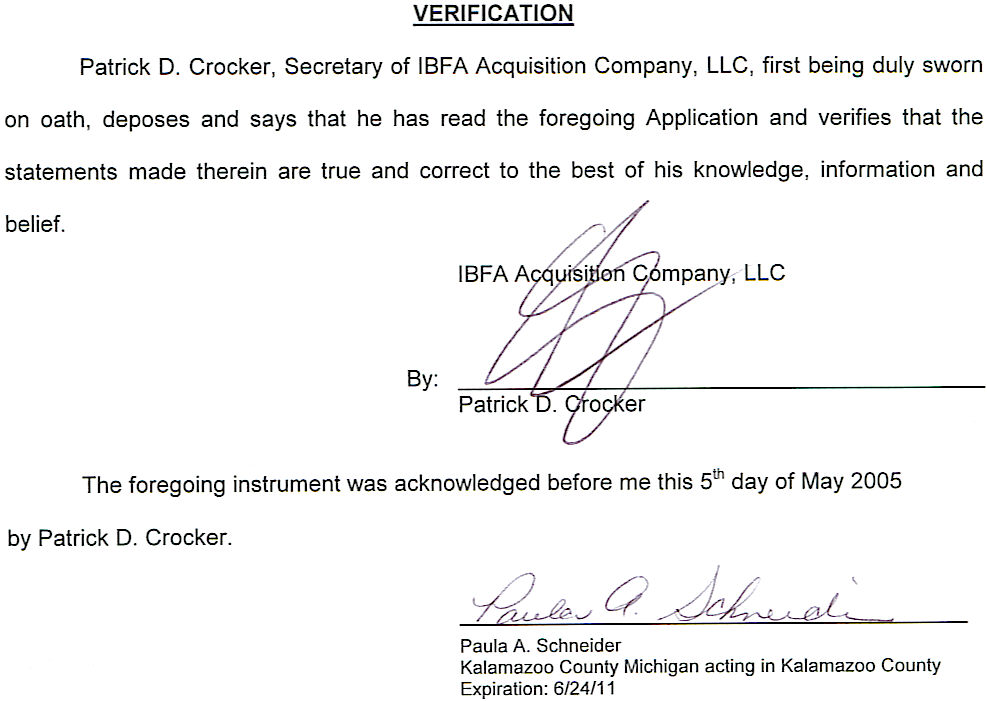 VERIFICATION
Patrick D. Crocker, Secretary of IBFA Acquisition Company, LLC, first being duly sworn
on oath, deposes and says that he has read the foregoing Application and verifies that the
statements made therein are true and correct to the best of his knowledge, information and
belief.
IBFA Acquisition Company, LLC
By:
Patrick D. Crocker
The foregoing instrument was acknowledged before me this 5th day of May 2005
by Patrick D. Crocker.
Paula A. Schneider
Paula A. Schneider
Kalamazoo County Michigan acting in Kalamazoo County
Expiration: 6/24/11